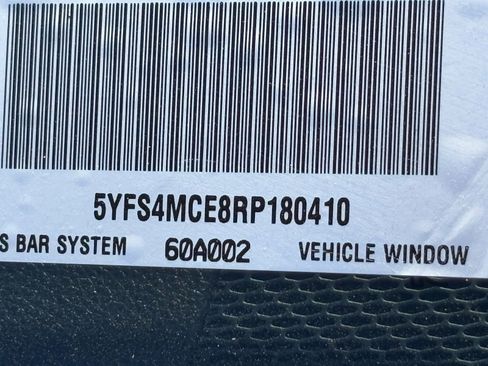 5YFS4MCE8RP180410
S BAR SYSTEM 60A002 VEHICLE WINDOW